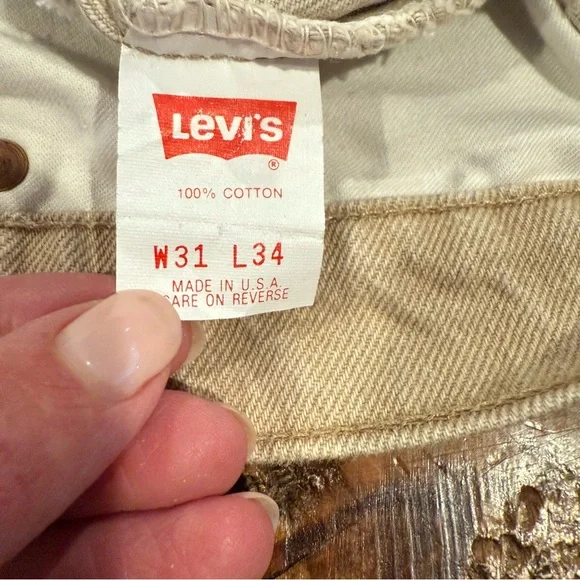 Levi's
®
100% COTTON
W31 L34
MADE IN U.S.A.
CARE ON REVERSE